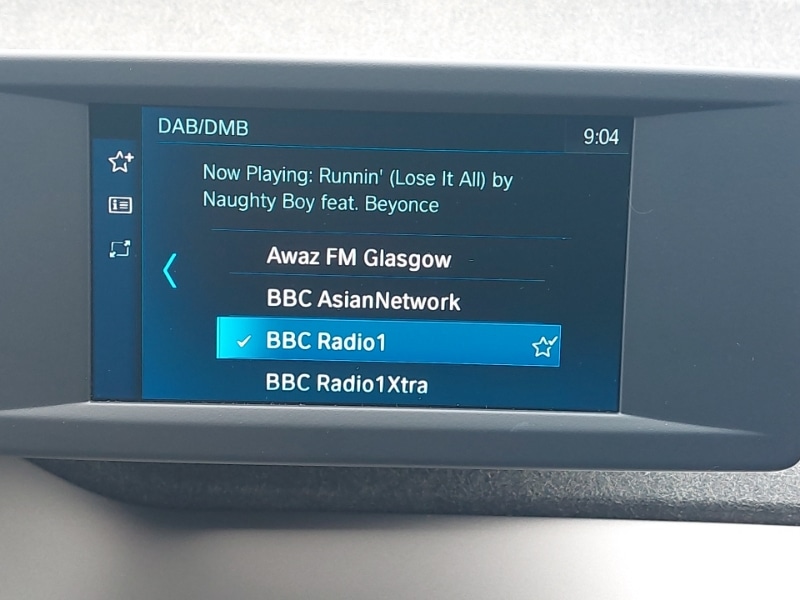 DAB/DMB
9:04
Now Playing: Runnin' (Lose It All) by
Naughty Boy feat. Beyonce
Awaz FM Glasgow
BBC AsianNetwork
BBC Radio1
BBC Radio1Xtra